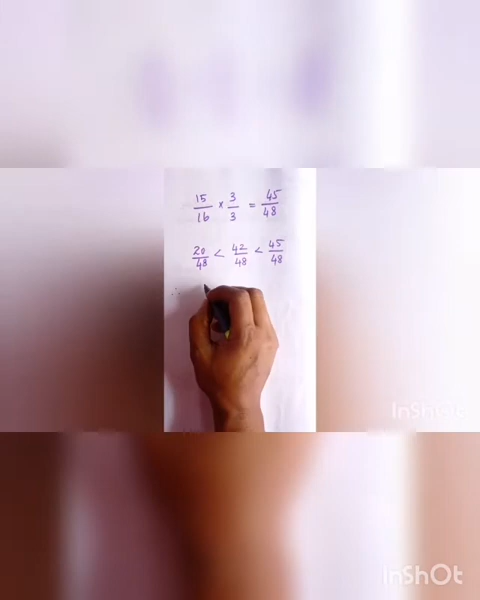 15/16 × 3/3 = 45/48
20/48 < 42/48 < 45/48
∴
InShOt
InShOt